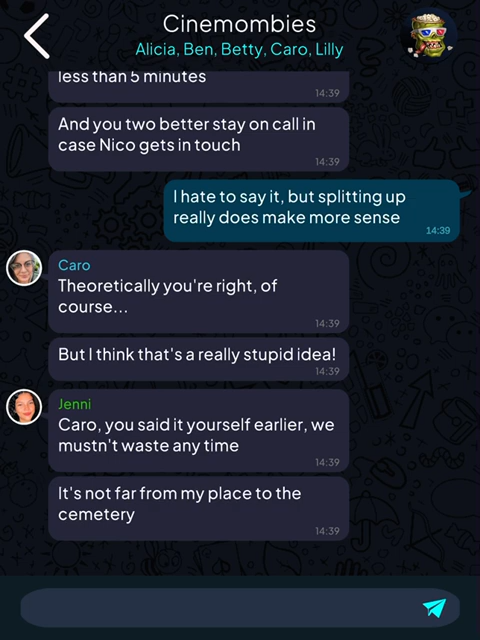 Cinemombies
Alicia, Ben, Betty, Caro, Lilly
less than 5 minutes
14:39
And you two better stay on call in
case Nico gets in touch
14:39
I hate to say it, but splitting up
really does make more sense
14:39
Caro
Theoretically you're right, of
course...
14:39
But I think that's a really stupid idea!
14:39
Jenni
Caro, you said it yourself earlier, we
mustn't waste any time
14:39
It's not far from my place to the
cemetery
14:39